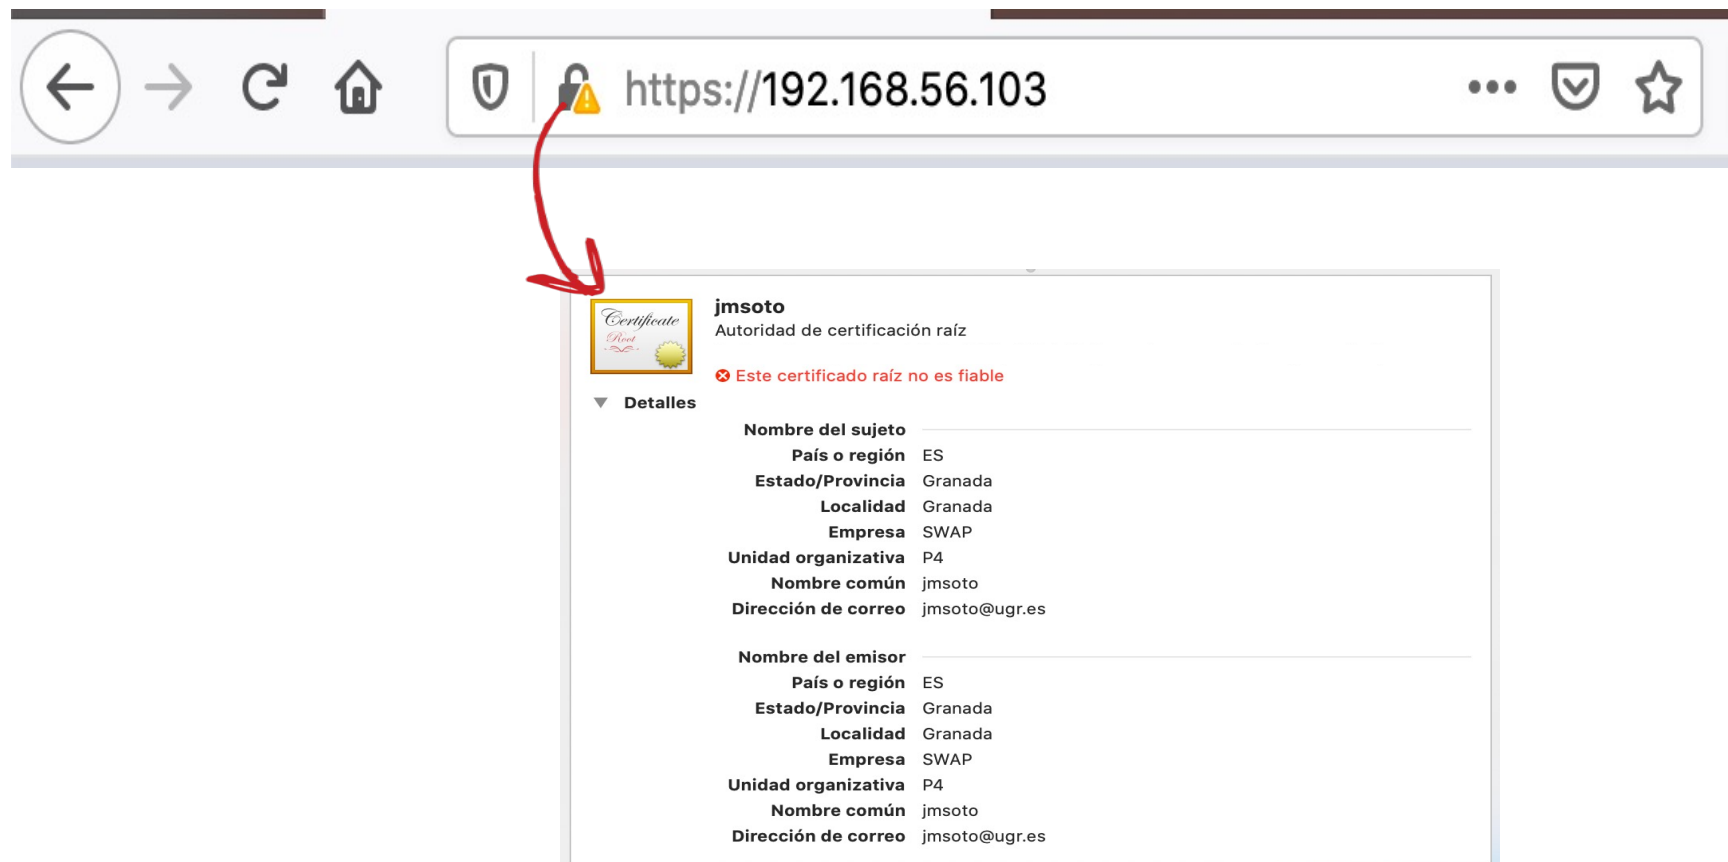 https://192.168.56.103
Certificate
Root
jmsoto
Autoridad de certificación raíz
Este certificado raíz no es fiable
Detalles
Nombre del sujeto
País o región ES
Estado/Provincia Granada
Localidad Granada
Empresa SWAP
Unidad organizativa P4
Nombre común jmsoto
Dirección de correo jmsoto@ugr.es
Nombre del emisor
País o región ES
Estado/Provincia Granada
Localidad Granada
Empresa SWAP
Unidad organizativa P4
Nombre común jmsoto
Dirección de correo jmsoto@ugr.es